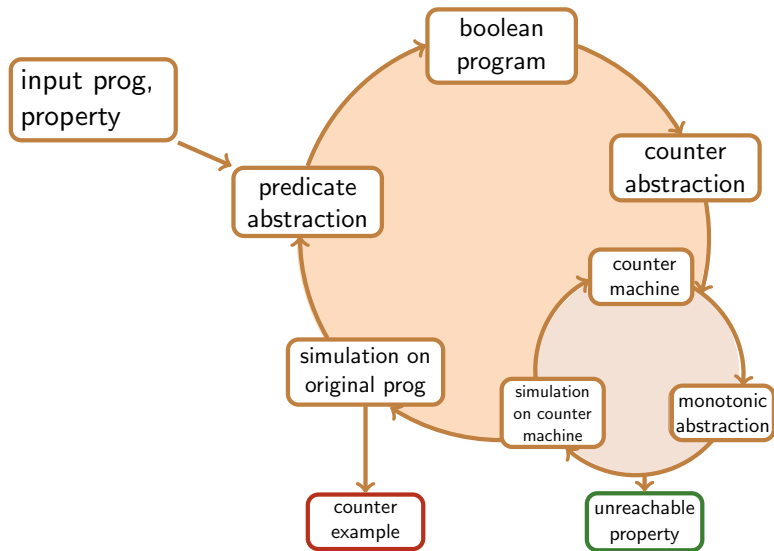 boolean
program
input prog,
property
counter
abstraction
predicate
abstraction
counter
machine
simulation on
original prog
simulation
on counter
machine
monotonic
abstraction
counter
example
unreachable
property